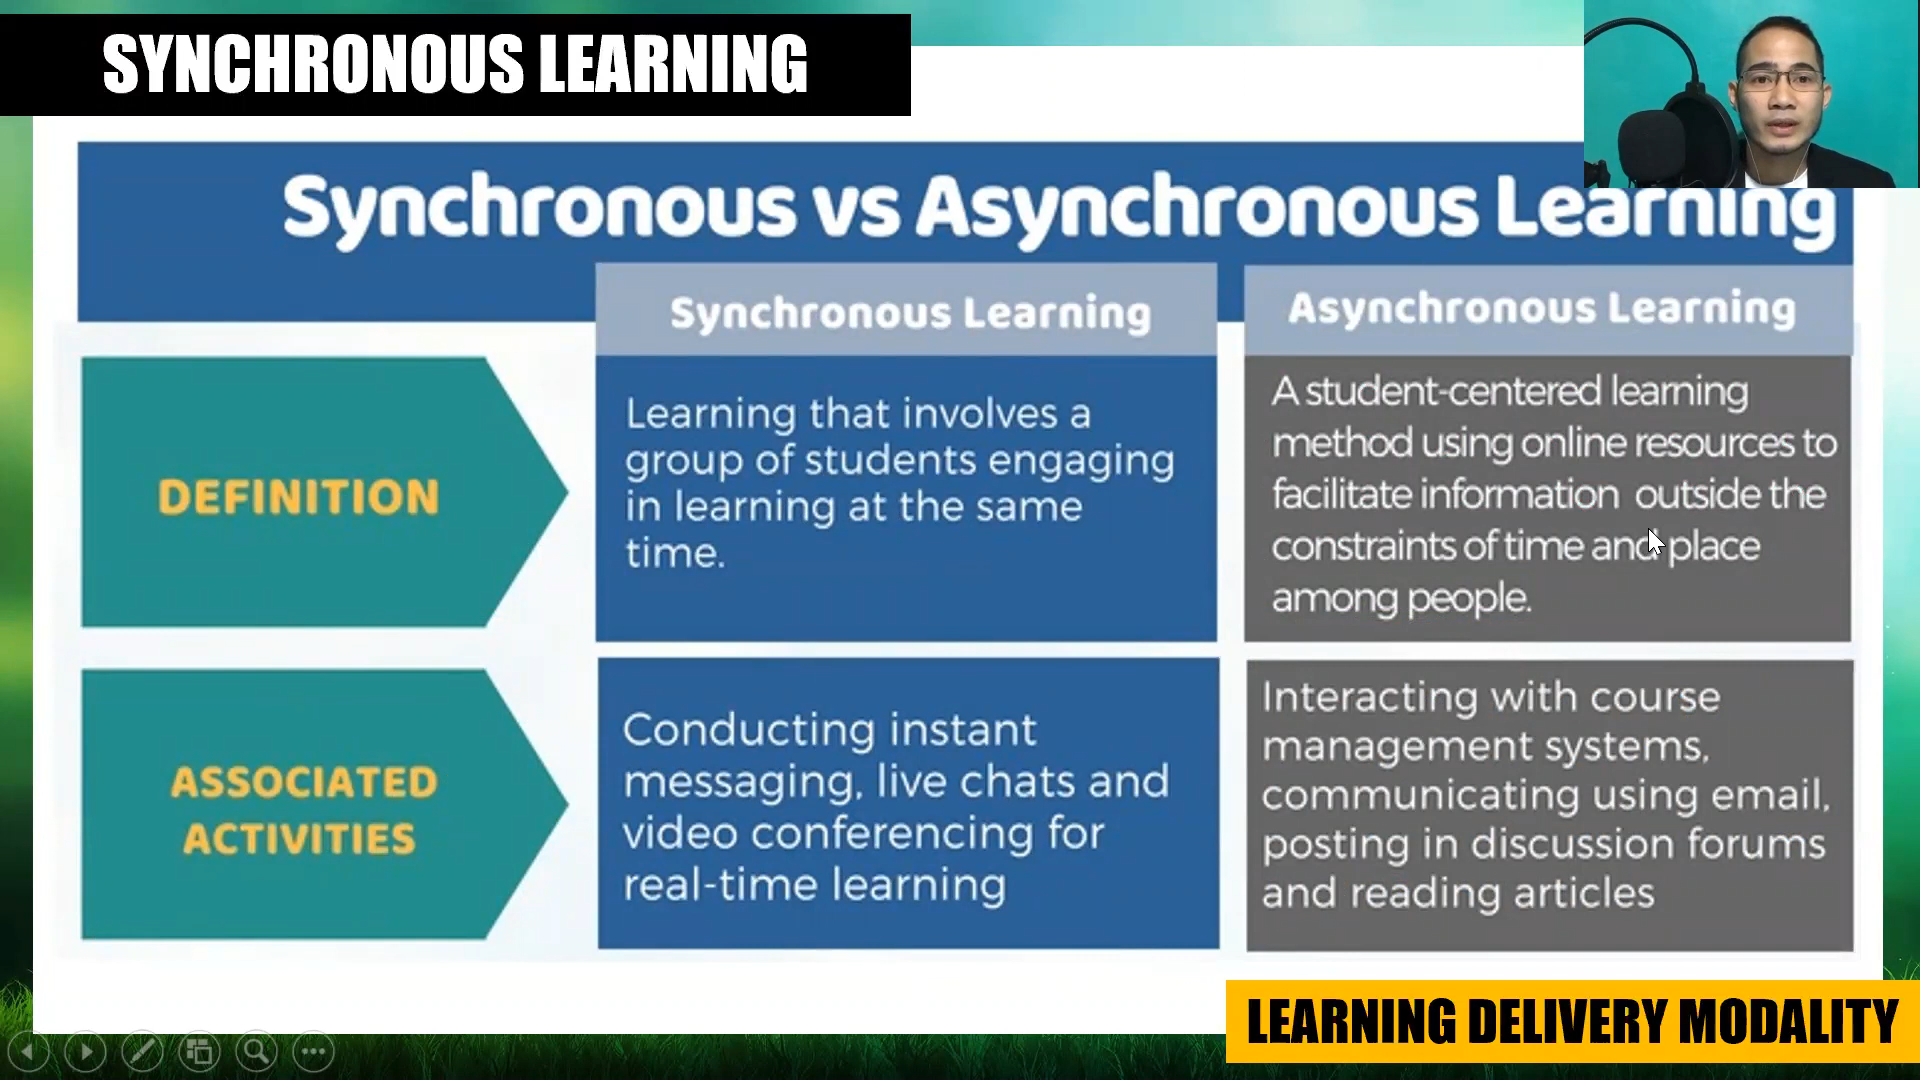 SYNCHRONOUS LEARNING
Synchronous vs Asynchronous Learning
Synchronous Learning
Asynchronous Learning
DEFINITION
Learning that involves a
group of students engaging
in learning at the same
time.
A student-centered learning
method using online resources to
facilitate information outside the
constraints of time and place
among people.
ASSOCIATED
ACTIVITIES
Conducting instant
messaging, live chats and
video conferencing for
real-time learning
Interacting with course
management systems,
communicating using email,
posting in discussion forums
and reading articles
LEARNING DELIVERY MODALITY